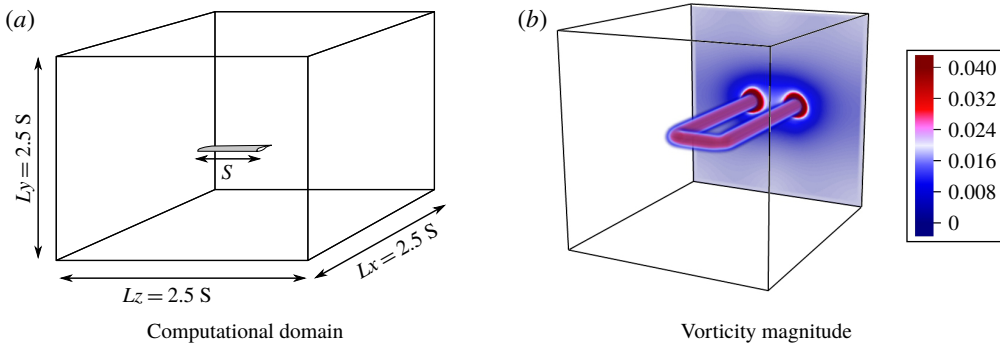 (a)
Ly = 2.5 S
S
Lx = 2.5 S
Lz = 2.5 S
Computational domain
(b)
0.040
0.032
0.024
0.016
0.008
0
Vorticity magnitude